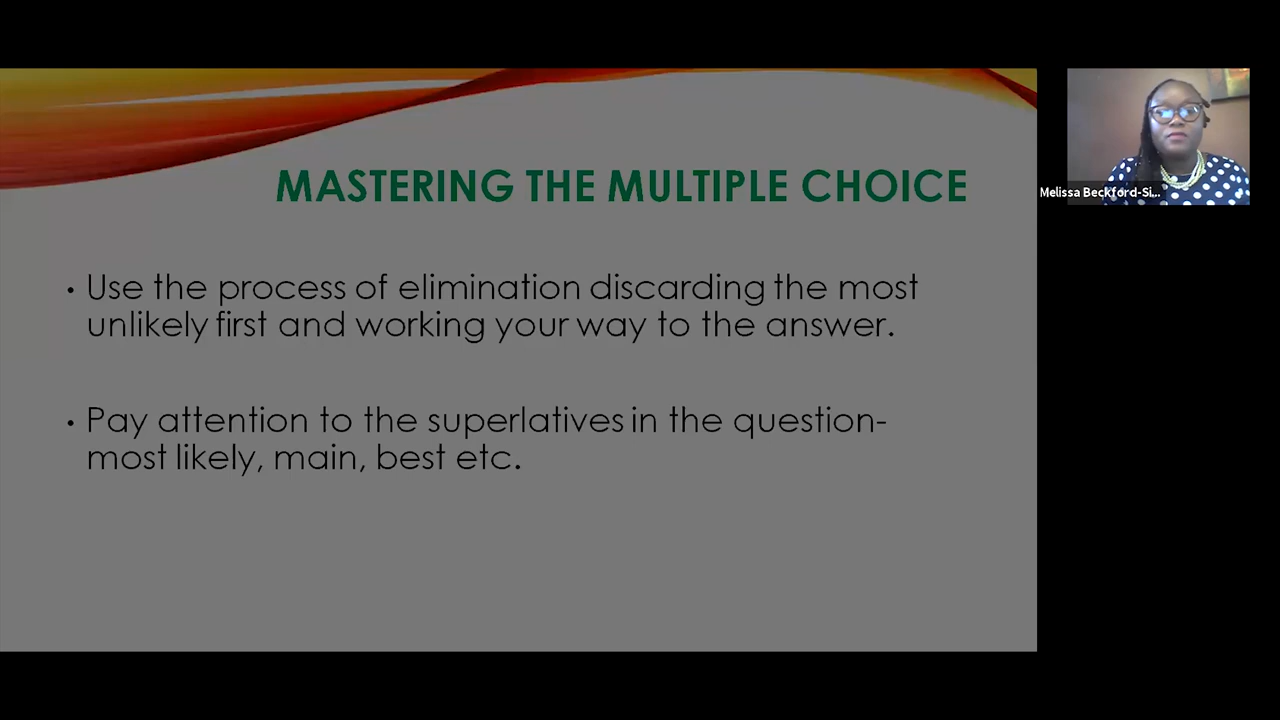 MASTERING THE MULTIPLE CHOICE
• Use the process of elimination discarding the most
unlikely first and working your way to the answer.
• Pay attention to the superlatives in the question-
most likely, main, best etc.
Melissa Beckford-Si...